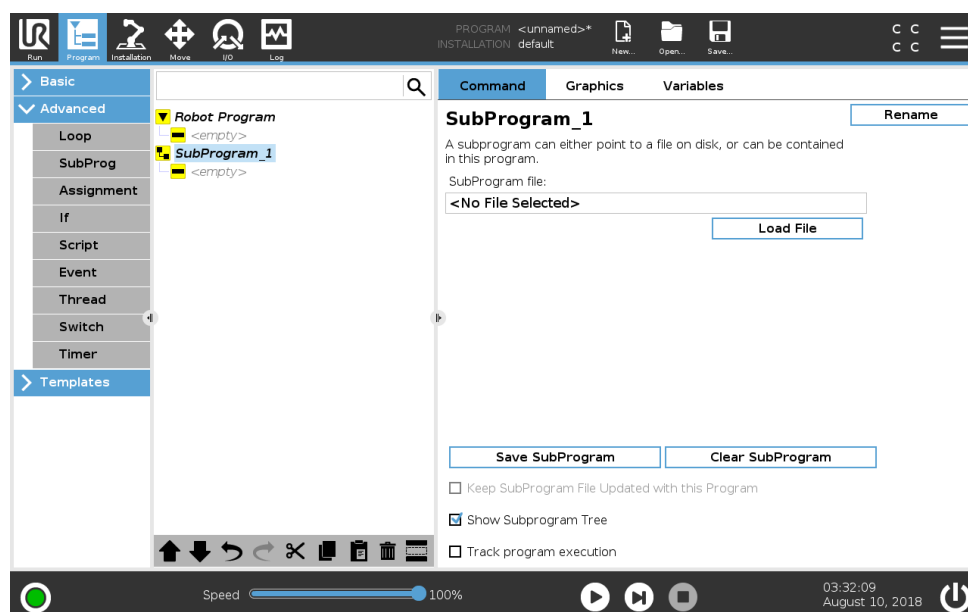 PROGRAM <unnamed>*
INSTALLATION default
UR
Run
Program
Installation
Move
I/O
Log
New...
Open...
Save...
C C
C C
Basic
Advanced
Loop
SubProg
Assignment
If
Script
Event
Thread
Switch
Timer
Templates
Robot Program
<empty>
SubProgram_1
<empty>
Command
Graphics
Variables
SubProgram_1
Rename
A subprogram can either point to a file on disk, or can be contained
in this program.
SubProgram file:
<No File Selected>
Load File
Save SubProgram
Clear SubProgram
Keep SubProgram File Updated with this Program
Show Subprogram Tree
Track program execution
Speed
100%
03:32:09
August 10, 2018